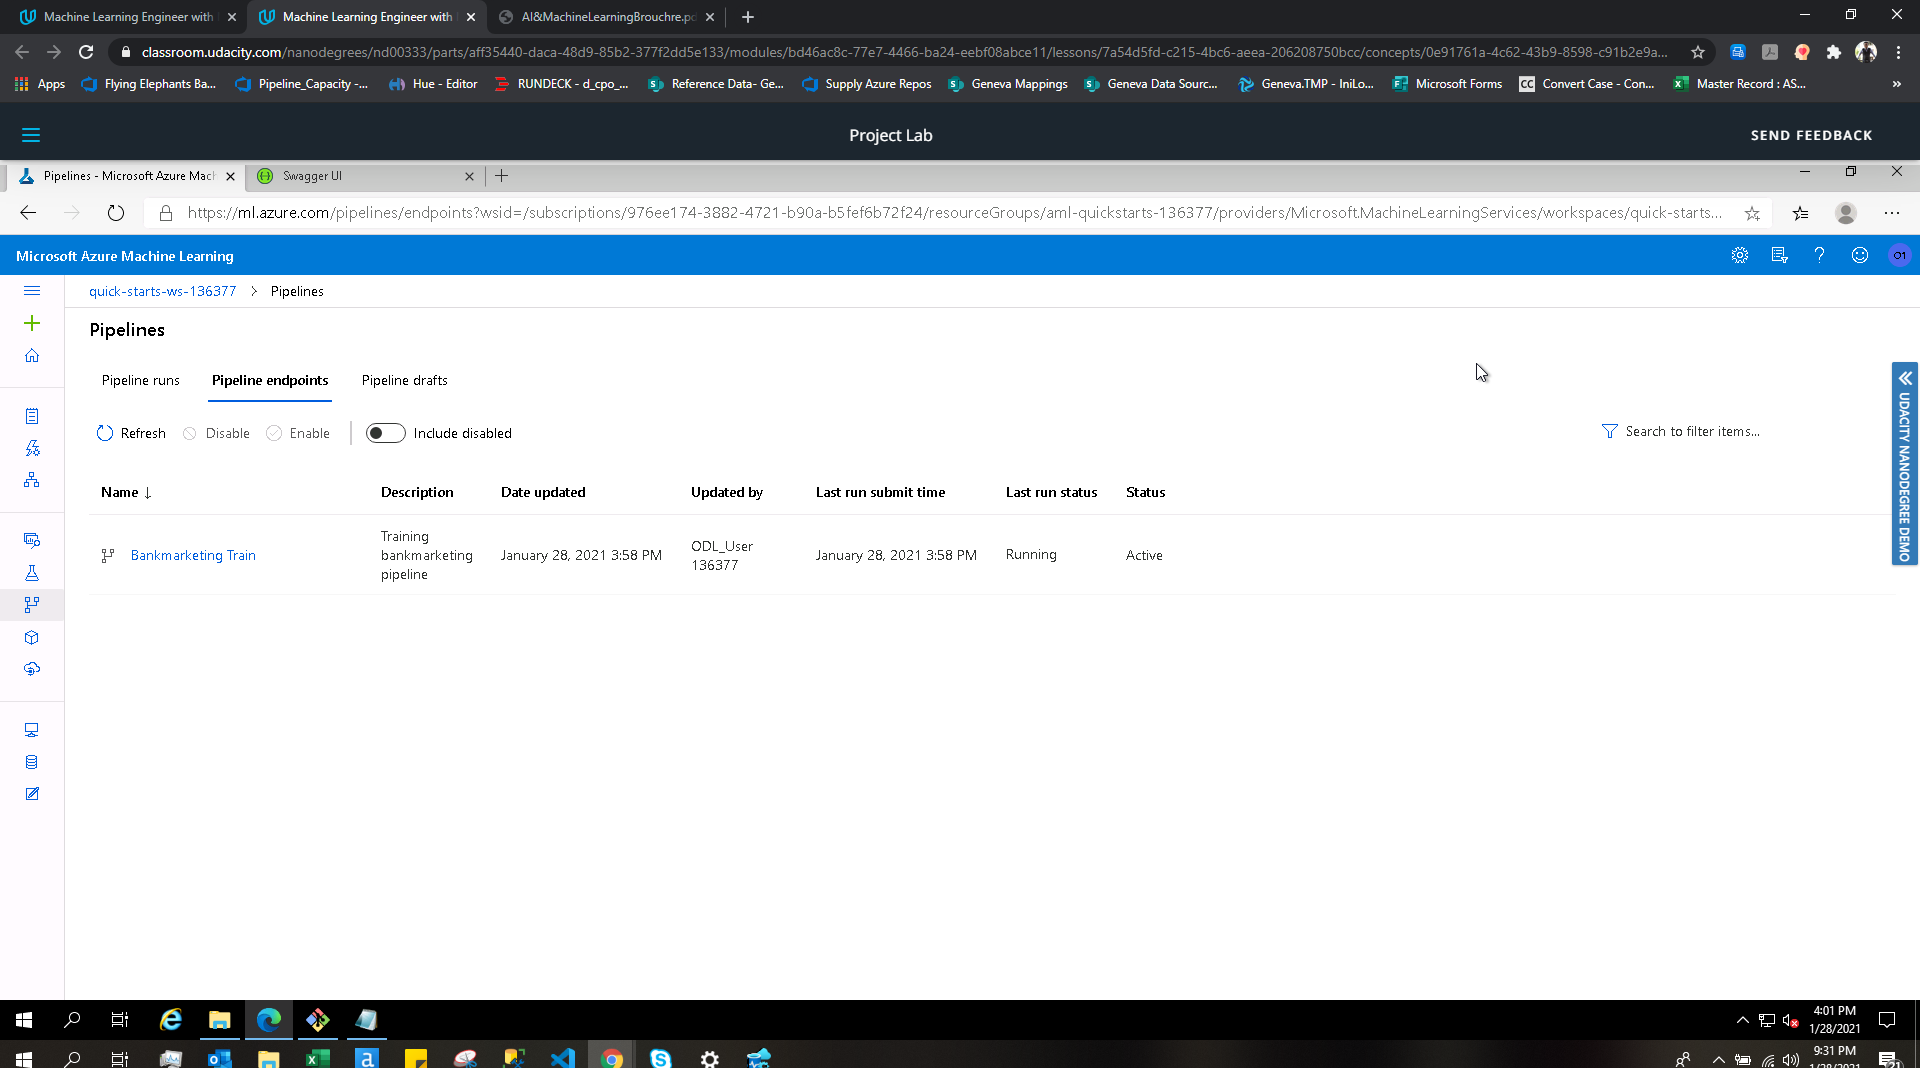 Machine Learning Engineer with
Machine Learning Engineer with
AI&MachineLearningBrouchre.pd
classroom.udacity.com/nanodegrees/nd00333/parts/aff35440-daca-48d9-85b2-377f2dd5e133/modules/bd46ac8c-77e7-4466-ba24-eebf08abce11/lessons/7a54d5fd-c215-4bc6-aeea-206208750bcc/concepts/0e91761a-4c62-43b9-8598-c91b2e9a...
Apps
Flying Elephants Ba...
Pipeline_Capacity -...
Hue - Editor
RUNDECK - d_cpo_...
Reference Data- Ge...
Supply Azure Repos
Geneva Mappings
Geneva Data Sourc...
Geneva.TMP - IniLo...
Microsoft Forms
CC Convert Case - Con...
Master Record : AS...
Project Lab
SEND FEEDBACK
Pipelines - Microsoft Azure Mach
Swagger UI
https://ml.azure.com/pipelines/endpoints?wsid=/subscriptions/976ee174-3882-4721-b90a-b5fef6b72f24/resourceGroups/aml-quickstarts-136377/providers/Microsoft.MachineLearningServices/workspaces/quick-starts...
Microsoft Azure Machine Learning
O1
quick-starts-ws-136377 > Pipelines
Pipelines
Pipeline runs
Pipeline endpoints
Pipeline drafts
Refresh
Disable
Enable
Include disabled
Search to filter items...
UDACITY NANODEGREE DEMO
Name ↓
Description
Date updated
Updated by
Last run submit time
Last run status
Status
Bankmarketing Train
Training
bankmarketing
pipeline
January 28, 2021 3:58 PM
ODL_User
136377
January 28, 2021 3:58 PM
Running
Active
4:01 PM
1/28/2021
9:31 PM
1/28/2021
21